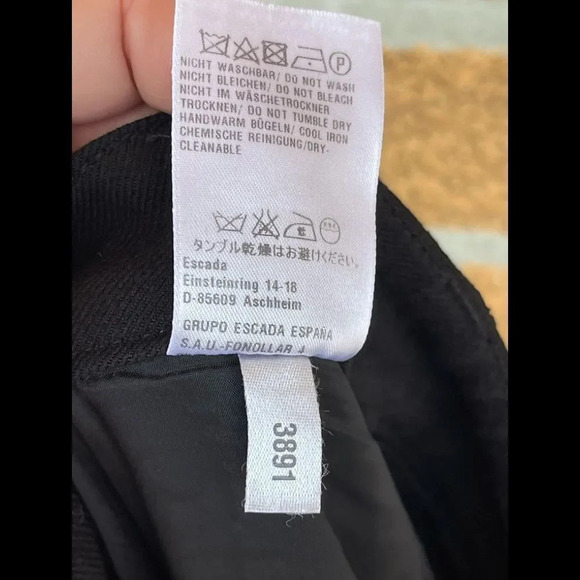 P
NICHT WASCHBAR/ DO NOT WASH
NICHT BLEICHEN/ DO NOT BLEACH
NICHT IM WÄSCHETROCKNER
TROCKNEN/ DO NOT TUMBLE DRY
HANDWARM BÜGELN/ COOL IRON
CHEMISCHE REINIGUNG/DRY-
CLEANABLE
タンブル乾燥はお避けください。
Escada
Einsteinring 14-18
D-85609 Aschheim
GRUPO ESCADA ESPAÑA
S.A.U.-FONOLLAR
3891